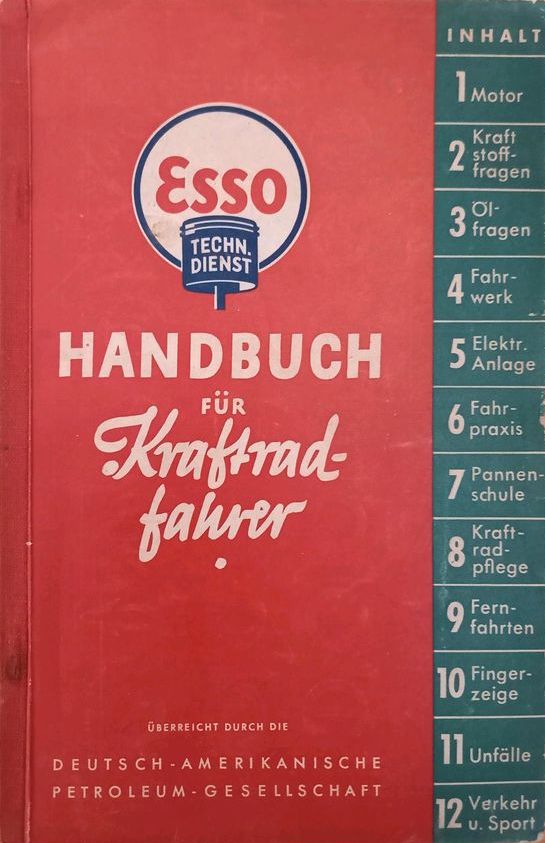 Esso
TECHN.
DIENST
HANDBUCH
FÜR
Kraftrad-
fahrer
ÜBERREICHT DURCH DIE
DEUTSCH-AMERIKANISCHE
PETROLEUM-GESELLSCHAFT
INHALT
1 Motor
2 Kraft
stoff-
fragen
3 Öl-
fragen
4 Fahr-
werk
5 Elektr.
Anlage
6 Fahr-
praxis
7 Pannen-
schule
8 Kraft-
rad-
pflege
9 Fern-
fahrten
10 Finger-
zeige
11 Unfälle
12 Verkehr
u. Sport